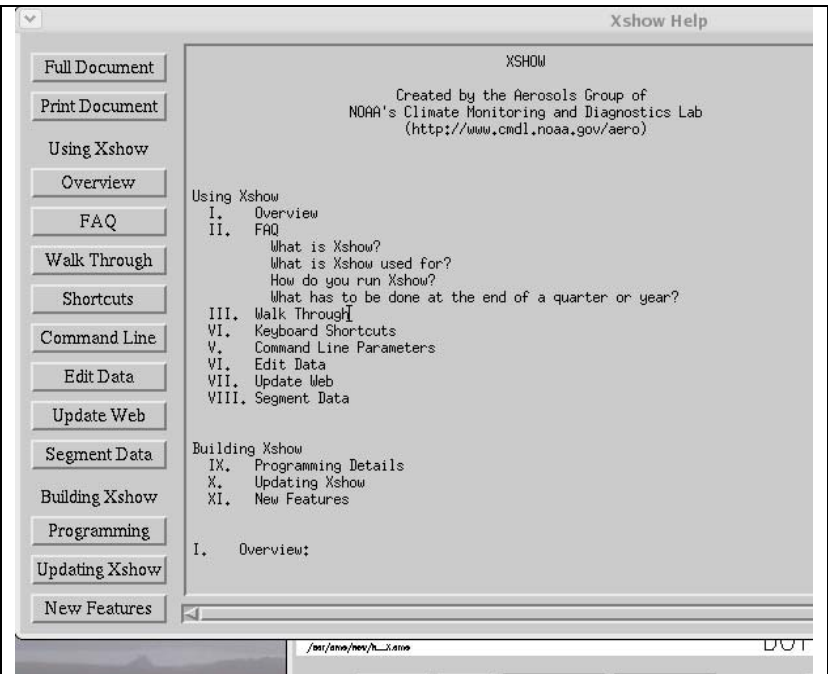 Xshow Help
Full Document
Print Document
Using Xshow
Overview
FAQ
Walk Through
Shortcuts
Command Line
Edit Data
Update Web
Segment Data
Building Xshow
Programming
Updating Xshow
New Features
XSHOW
Created by the Aerosols Group of
NOAA's Climate Monitoring and Diagnostics Lab
(http://www.cmdl.noaa.gov/aero)
Using Xshow
I. Overview
II. FAQ
What is Xshow?
What is Xshow used for?
How do you run Xshow?
What has to be done at the end of a quarter or year?
III. Walk Through
VI. Keyboard Shortcuts
V. Command Line Parameters
VI. Edit Data
VII. Update Web
VIII. Segment Data
Building Xshow
IX. Programming Details
X. Updating Xshow
XI. New Features
I. Overview: